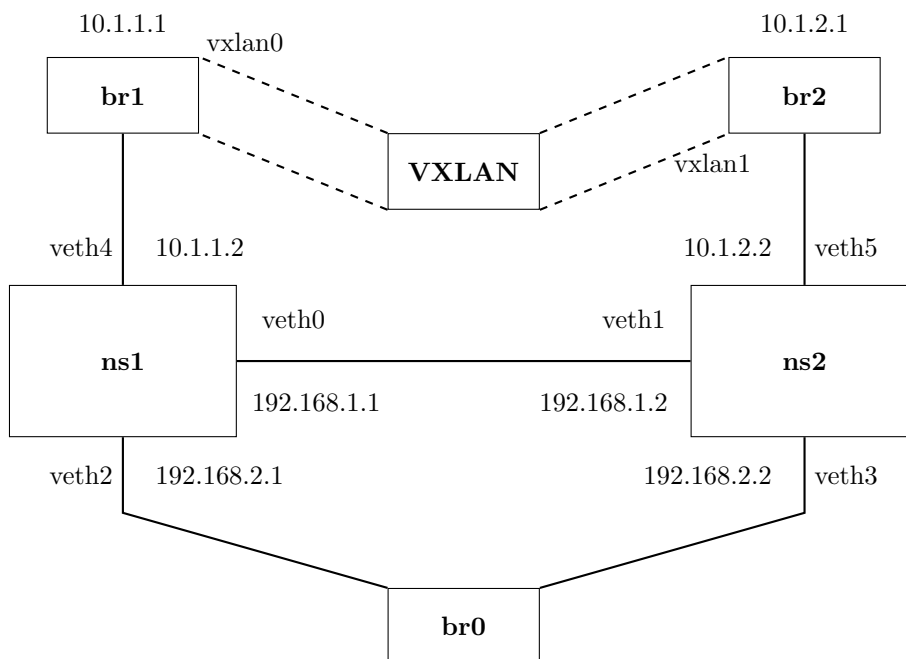 10.1.1.1
10.1.2.1
vxlan0
br1
br2
VXLAN
vxlan1
veth4
10.1.1.2
10.1.2.2
veth5
veth0
veth1
ns1
ns2
192.168.1.1
192.168.1.2
veth2
192.168.2.1
192.168.2.2
veth3
br0